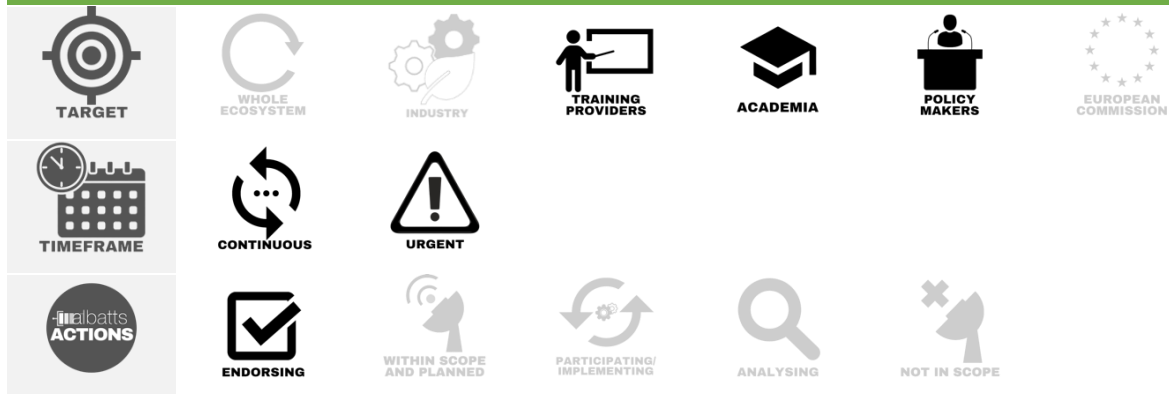 TARGET
WHOLE
ECOSYSTEM
INDUSTRY
TRAINING
PROVIDERS
ACADEMIA
POLICY
MAKERS
EUROPEAN
COMMISSION
TIMEFRAME
CONTINUOUS
URGENT
albatts
ACTIONS
ENDORSING
WITHIN SCOPE
AND PLANNED
PARTICIPATING/
IMPLEMENTING
ANALYSING
NOT IN SCOPE